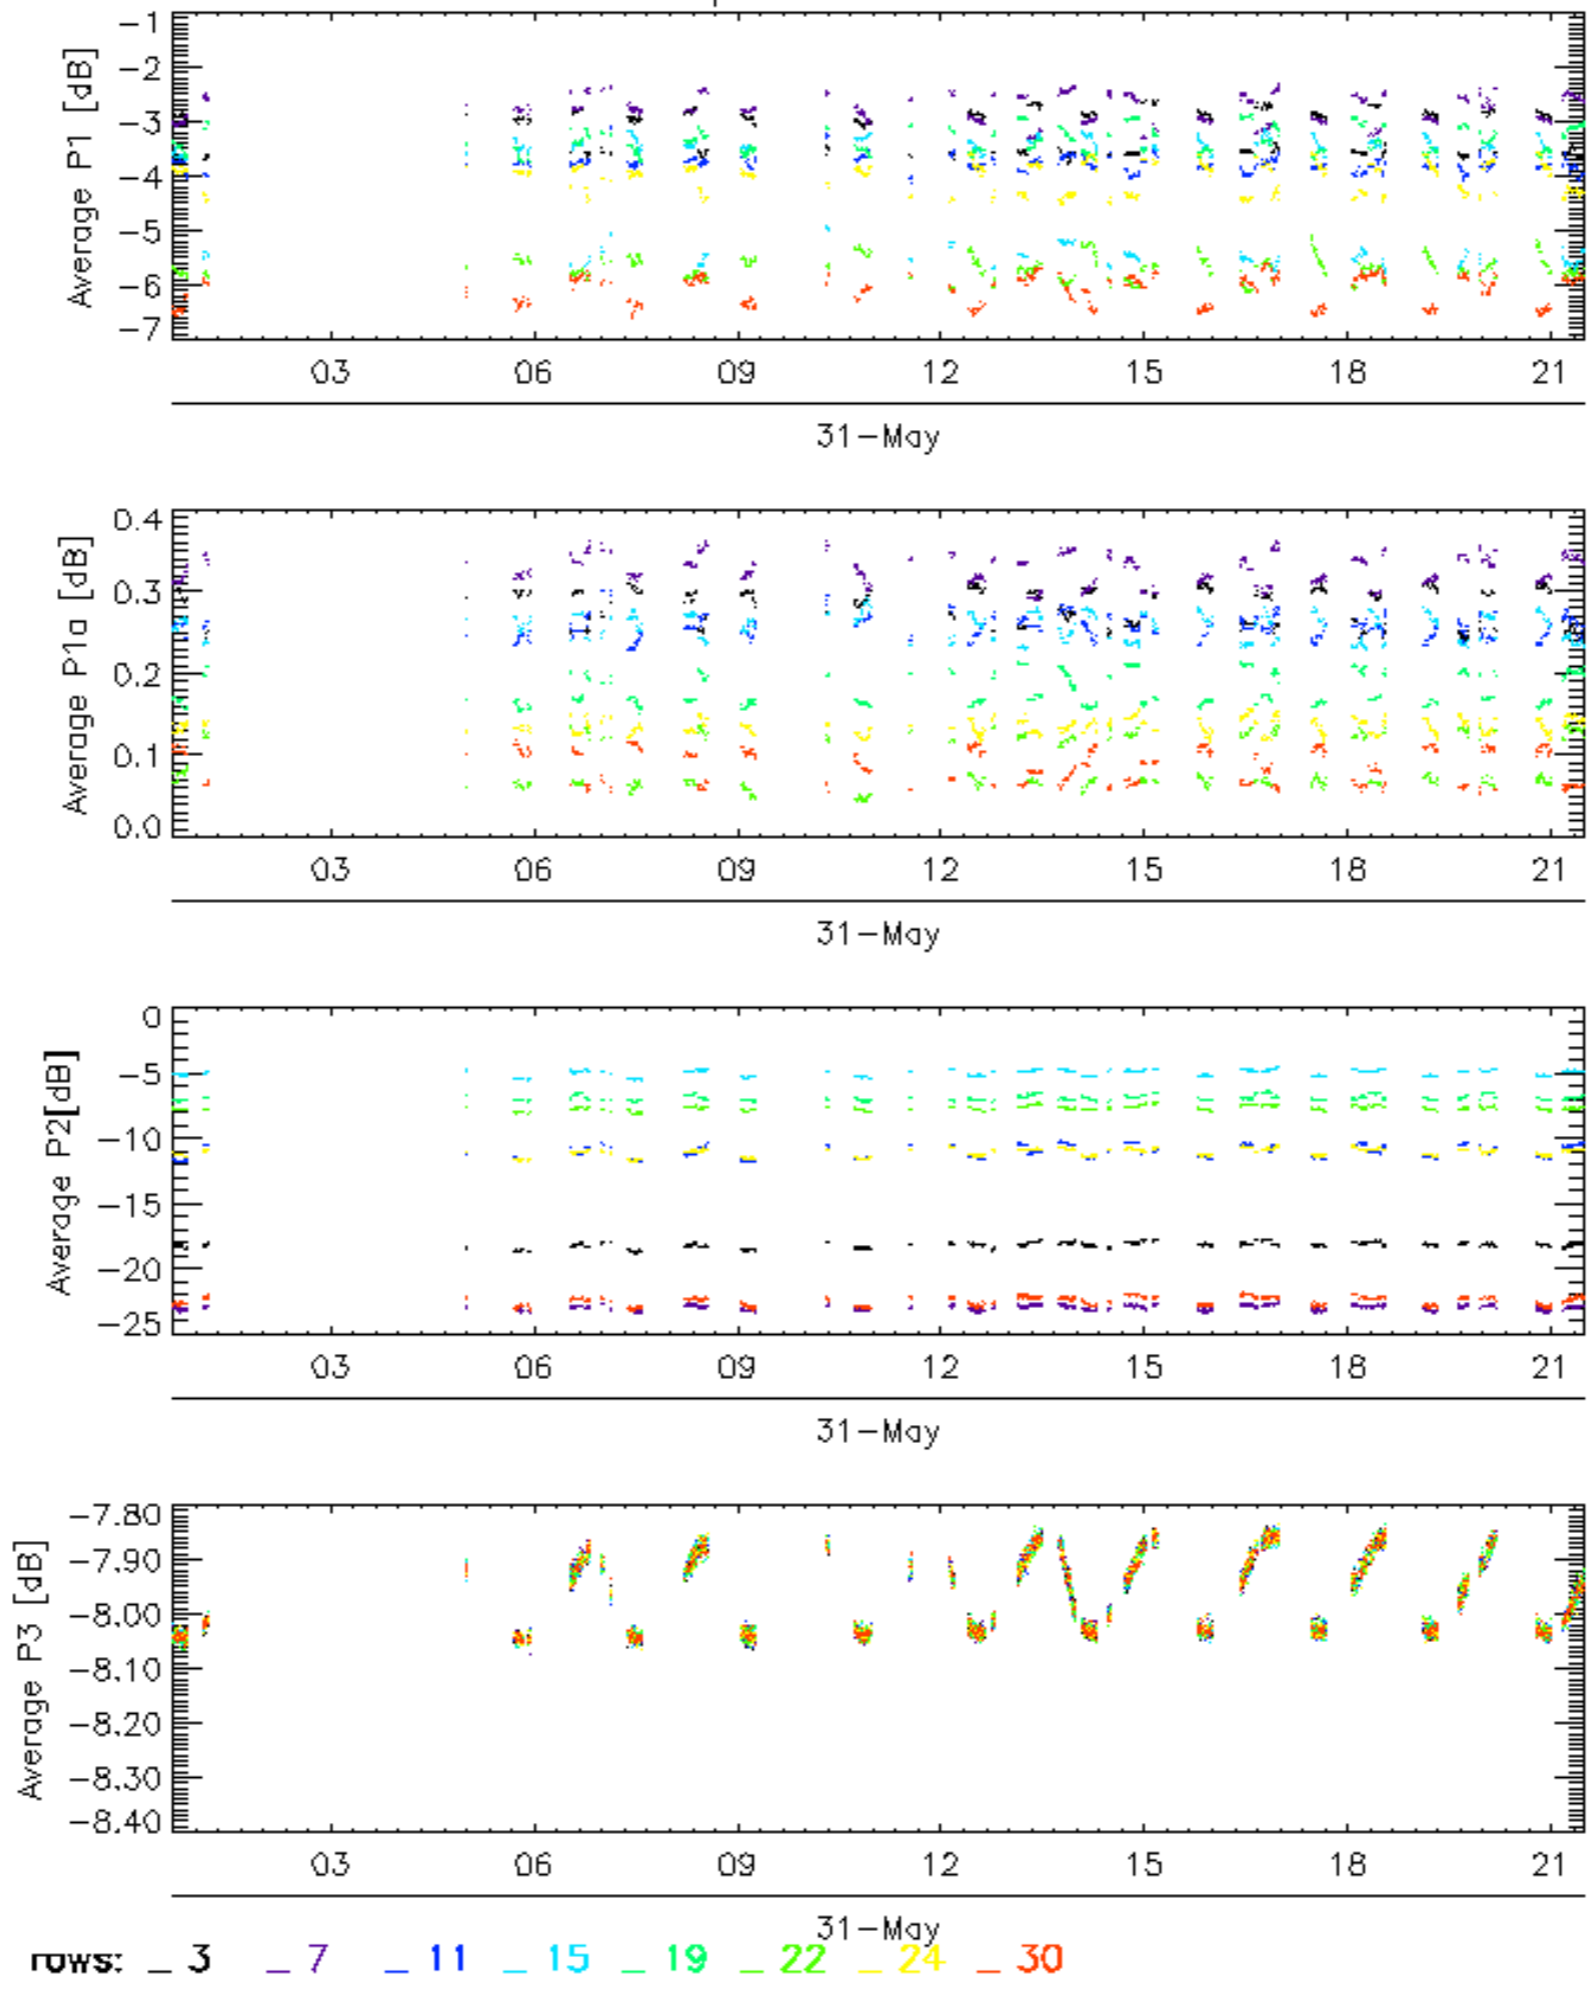 Average P1 [dB]
-1
-2
-3
-4
-5
-6
-7
03 06 09 12 15 18 21
31-May
Average P1a [dB]
0.4
0.3
0.2
0.1
0.0
03 06 09 12 15 18 21
31-May
Average P2[dB]
0
-5
-10
-15
-20
-25
03 06 09 12 15 18 21
31-May
Average P3 [dB]
-7.80
-7.90
-8.00
-8.10
-8.20
-8.30
-8.40
03 06 09 12 15 18 21
31-May
rows: _ 3 _ 7 _ 11 _ 15 _ 19 _ 22 _ 24 _ 30